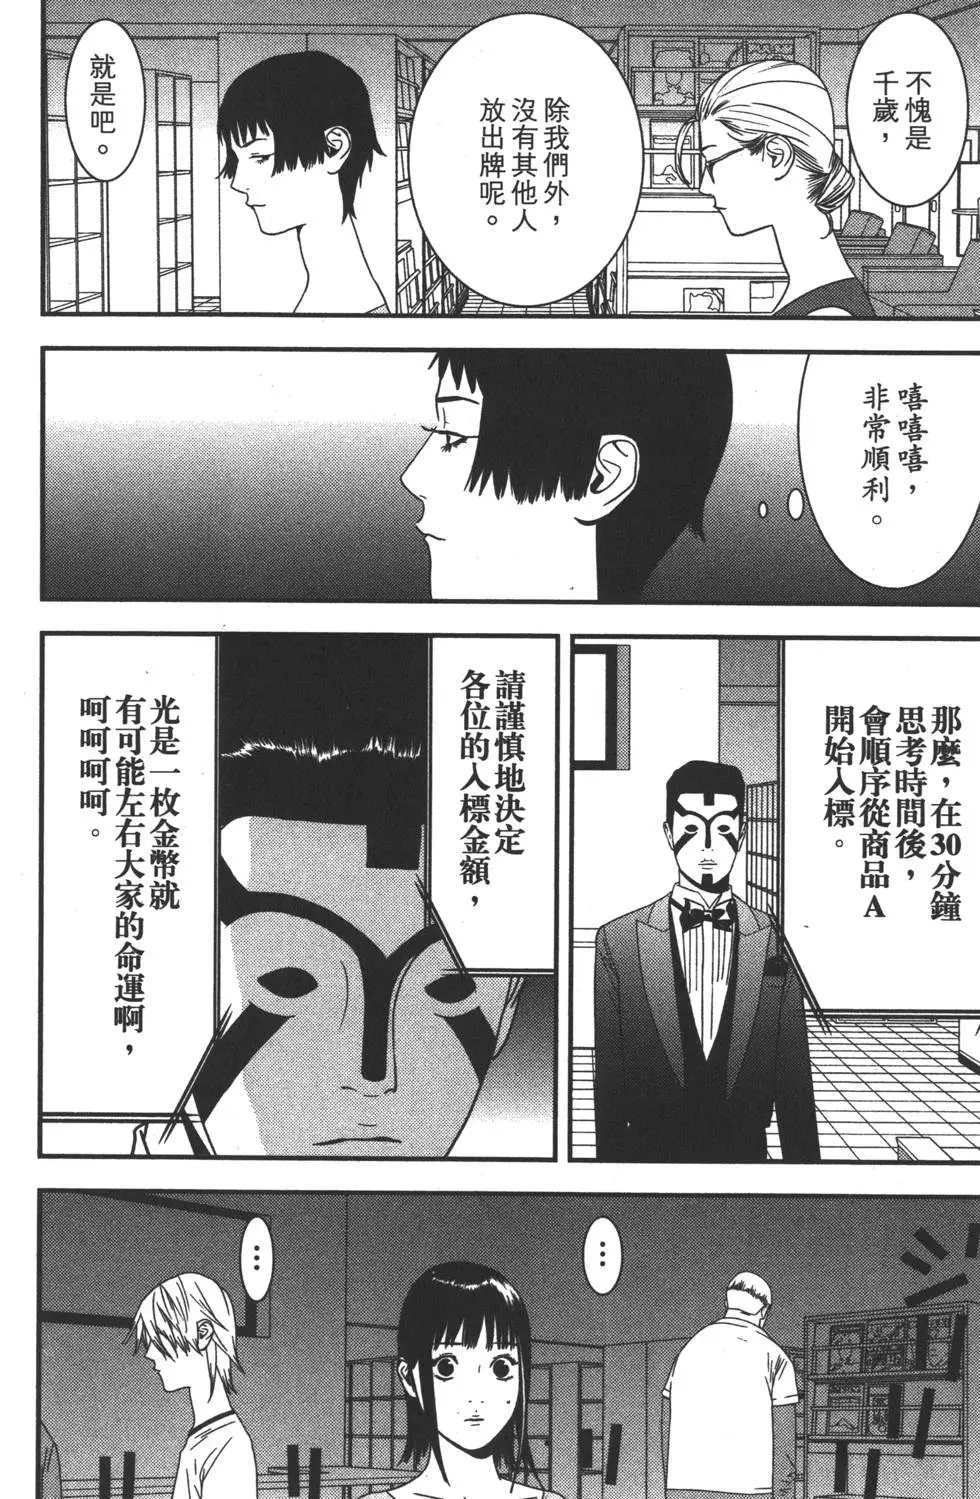 不愧是
千歲，
除我們外，
沒有其他人
放出牌呢。
就是吧。
嘻嘻嘻，
非常順利。
那麼，在30分鐘
思考時間後，
會順序從商品A
開始入標。
請謹慎地決定
各位的入標金額，
光是一枚金幣就
有可能左右大家的命運啊，
呵呵呵呵。
…
…